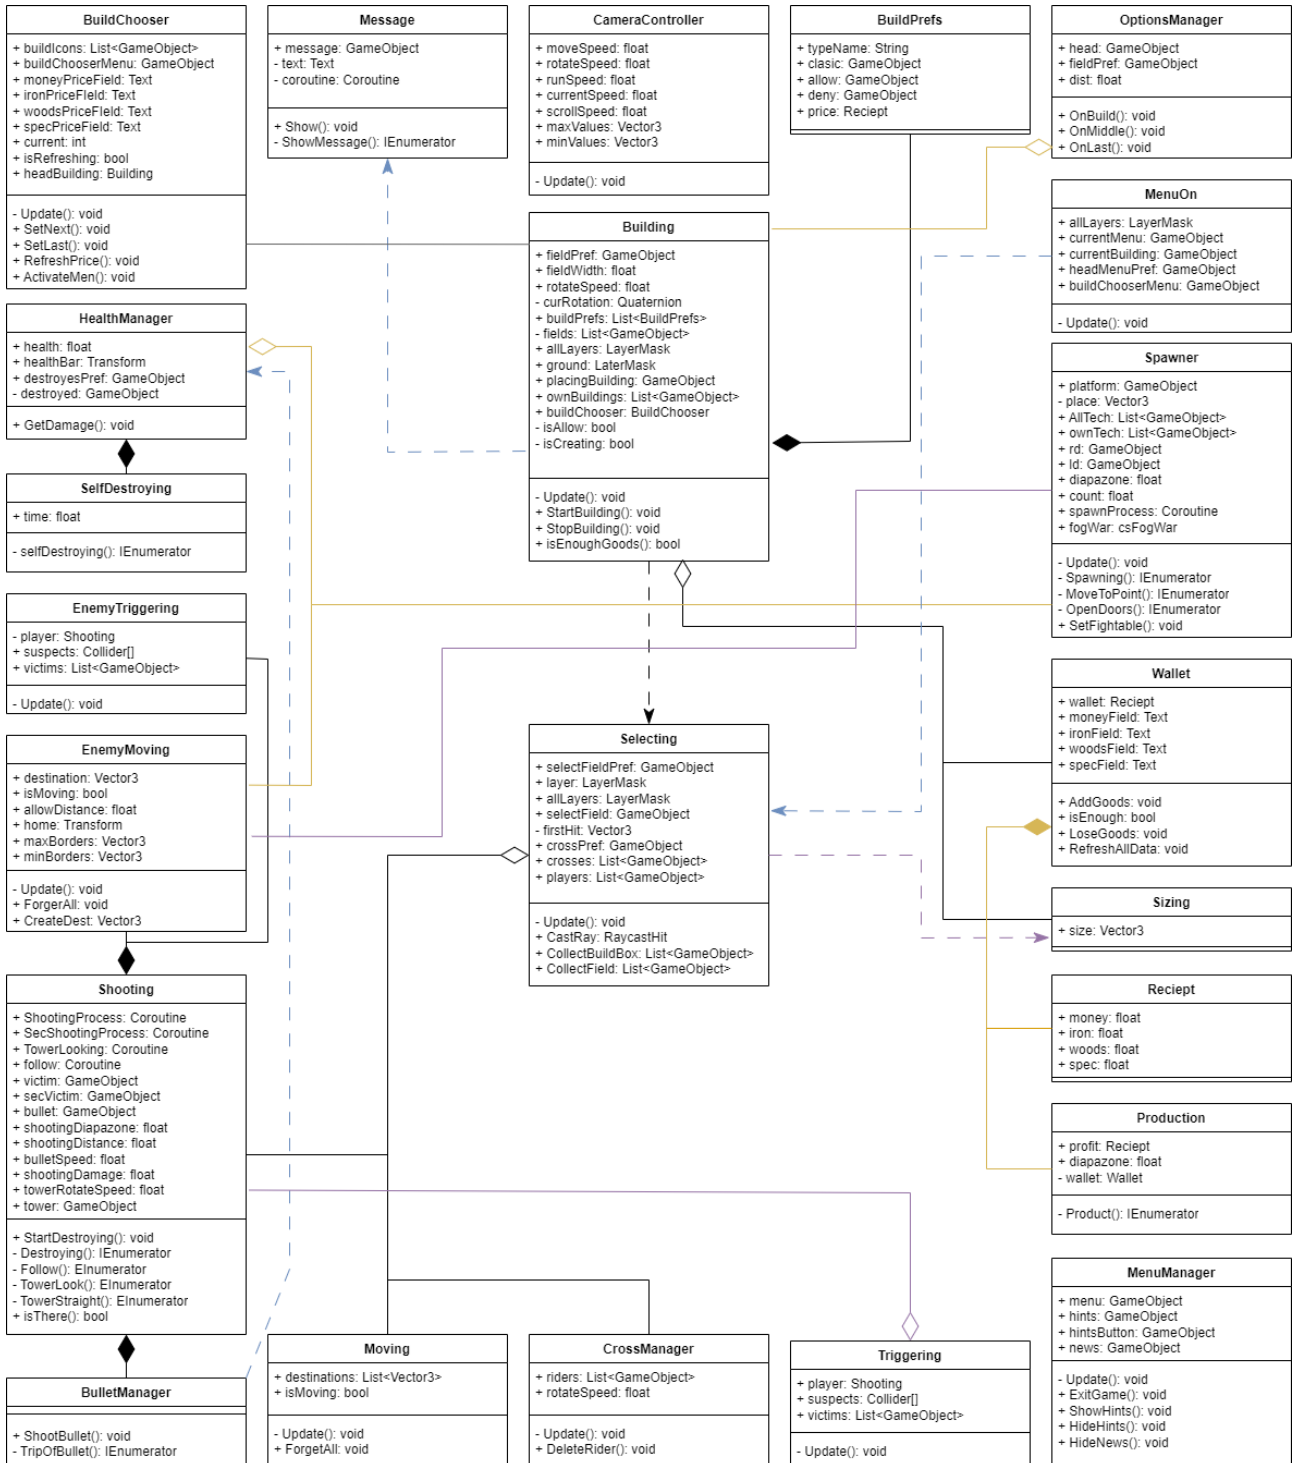 BuildChooser
+ buildIcons: List<GameObject>
+ buildChooserMenu: GameObject
+ moneyPriceField: Text
+ ironPriceFIeld: Text
+ woodsPriceFIeld: Text
+ specPriceField: Text
+ current: int
+ isRefreshing: bool
+ headBuilding: Building
- Update(): void
+ SetNext(): void
+ SetLast(): void
+ RefreshPrice(): void
+ ActivateMen(): void
Message
+ message: GameObject
- text: Text
- coroutine: Coroutine
+ Show(): void
- ShowMessage(): IEnumerator
CameraController
+ moveSpeed: float
+ rotateSpeed: float
+ runSpeed: float
+ currentSpeed: float
+ scrollSpeed: float
+ maxValues: Vector3
+ minValues: Vector3
- Update(): void
BuildPrefs
+ typeName: String
+ clasic: GameObject
+ allow: GameObject
+ deny: GameObject
+ price: Reciept
OptionsManager
+ head: GameObject
+ fieldPref: GameObject
+ dist: float
+ OnBuild(): void
+ OnMiddle(): void
+ OnLast(): void
MenuOn
+ allLayers: LayerMask
+ currentMenu: GameObject
+ currentBuilding: GameObject
+ headMenuPref: GameObject
+ buildChooserMenu: GameObject
- Update(): void
Building
+ fieldPref: GameObject
+ fieldWidth: float
+ rotateSpeed: float
- curRotation: Quaternion
+ buildPrefs: List<BuildPrefs>
- fields: List<GameObject>
+ allLayers: LayerMask
+ ground: LaterMask
+ placingBuilding: GameObject
+ ownBuildings: List<GameObject>
+ buildChooser: BuildChooser
- isAllow: bool
- isCreating: bool
- Update(): void
+ StartBuilding(): void
+ StopBuilding(): void
+ isEnoughGoods(): bool
HealthManager
+ health: float
+ healthBar: Transform
+ destroyesPref: GameObject
- destroyed: GameObject
+ GetDamage(): void
SelfDestroying
+ time: float
- selfDestroying(): IEnumerator
Spawner
+ platform: GameObject
- place: Vector3
+ AllTech: List<GameObject>
+ ownTech: List<GameObject>
+ rd: GameObject
+ ld: GameObject
+ diapazone: float
+ count: float
+ spawnProcess: Coroutine
+ fogWar: csFogWar
- Update(): void
- Spawning(): IEnumerator
- MoveToPoint(): IEnumerator
- OpenDoors(): IEnumerator
+ SetFightable(): void
EnemyTriggering
- player: Shooting
+ suspects: Collider[]
+ victims: List<GameObject>
- Update(): void
EnemyMoving
+ destination: Vector3
+ isMoving: bool
+ allowDistance: float
+ home: Transform
+ maxBorders: Vector3
+ minBorders: Vector3
- Update(): void
+ ForgerAll: void
+ CreateDest: Vector3
Selecting
+ selectFieldPref: GameObject
+ layer: LayerMask
+ allLayers: LayerMask
+ selectField: GameObject
- firstHit: Vector3
+ crossPref: GameObject
+ crosses: List<GameObject>
+ players: List<GameObject>
- Update(): void
+ CastRay: RaycastHit
+ CollectBuildBox: List<GameObject>
+ CollectField: List<GameObject>
Wallet
+ wallet: Reciept
+ moneyField: Text
+ ironField: Text
+ woodsField: Text
+ specField: Text
+ AddGoods: void
+ isEnough: bool
+ LoseGoods: void
+ RefreshAllData: void
Sizing
+ size: Vector3
Reciept
+ money: float
+ iron: float
+ woods: float
+ spec: float
Shooting
+ ShootingProcess: Coroutine
+ SecShootingProcess: Coroutine
+ TowerLooking: Coroutine
+ follow: Coroutine
+ victim: GameObject
+ secVictim: GameObject
+ bullet: GameObject
+ shootingDiapazone: float
+ shootingDistance: float
+ bulletSpeed: float
+ shootingDamage: float
+ towerRotateSpeed: float
+ tower: GameObject
+ StartDestroying(): void
- Destroying(): IEnumerator
- Follow(): EInumerator
- TowerLook(): EInumerator
- TowerStraight(): EInumerator
+ isThere(): bool
Production
+ profit: Reciept
+ diapazone: float
- wallet: Wallet
- Product(): IEnumerator
BulletManager
+ ShootBullet(): void
- TripOfBullet(): IEnumerator
Moving
+ destinations: List<Vector3>
+ isMoving: bool
- Update(): void
+ ForgetAll: void
CrossManager
+ riders: List<GameObject>
+ rotateSpeed: float
- Update(): void
+ DeleteRider(): void
Triggering
+ player: Shooting
+ suspects: Collider[]
+ victims: List<GameObject>
- Update(): void
MenuManager
+ menu: GameObject
+ hints: GameObject
+ hintsButton: GameObject
+ news: GameObject
- Update(): void
+ ExitGame(): void
+ ShowHints(): void
+ HideHints(): void
+ HideNews(): void